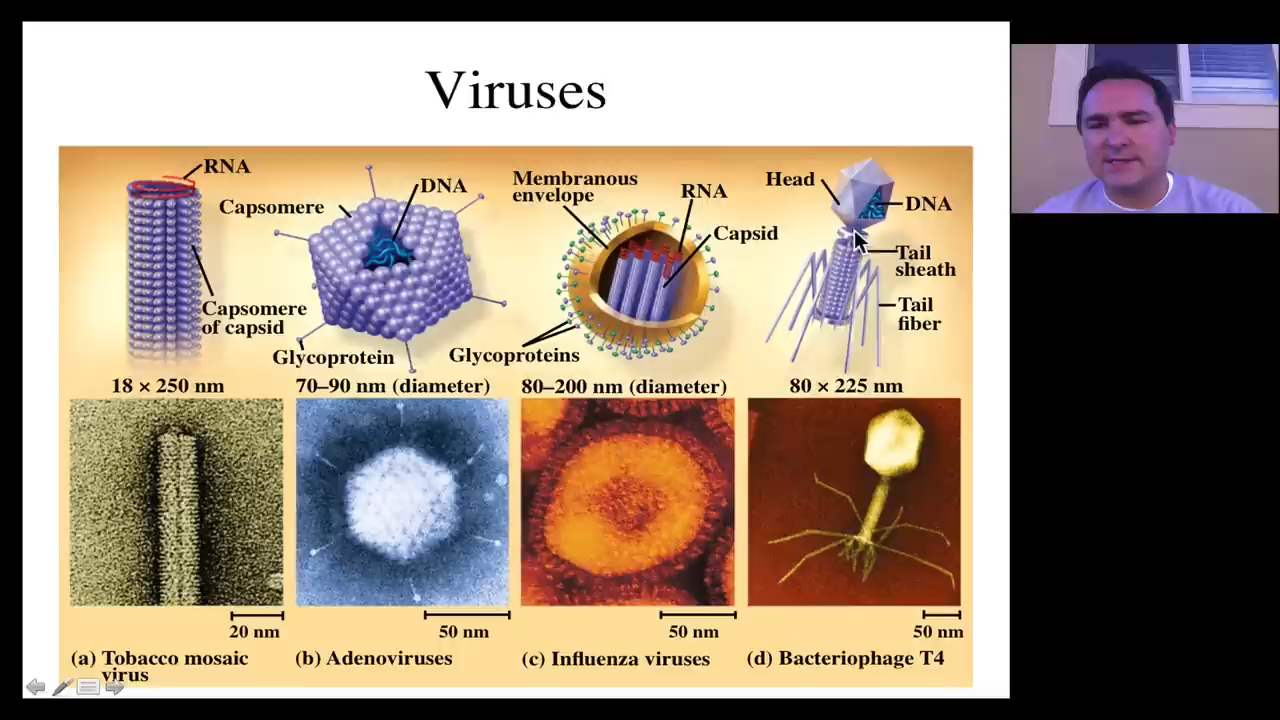 Viruses
RNA
Capsomere
of capsid
18 × 250 nm
Capsomere
DNA
Glycoprotein
70–90 nm (diameter)
Membranous
envelope
RNA
Capsid
Glycoproteins
80–200 nm (diameter)
Head
DNA
Tail
sheath
Tail
fiber
80 × 225 nm
20 nm
50 nm
50 nm
50 nm
(a) Tobacco mosaic
virus
(b) Adenoviruses
(c) Influenza viruses
(d) Bacteriophage T4